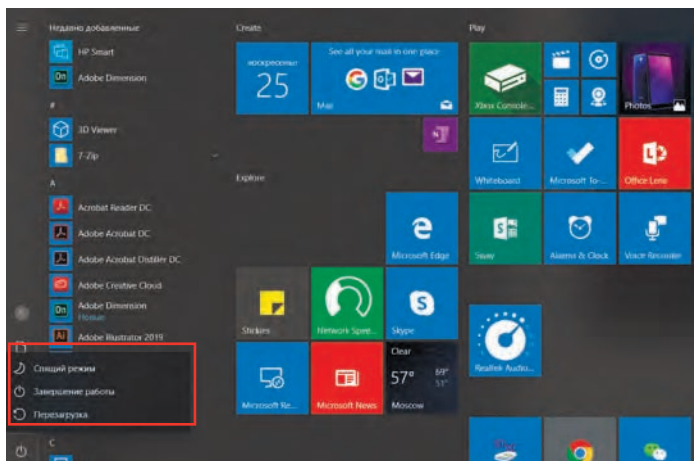 Недавно добавленные
HP Smart
Adobe Dimension
#
3D Viewer
7-Zip
A
Acrobat Reader DC
Adobe Acrobat DC
Adobe Acrobat Distiller DC
Adobe Creative Cloud
Adobe Dimension
Новые
Adobe Illustrator 2019
Спящий режим
Завершение работы
Перезагрузка
C
Create
воскресенье
25
See all your mail in one place
Mail
Explore
Microsoft Edge
Stickies
Network Spee...
Skype
Microsoft Re...
Microsoft News
Clear
57° 69°
51°
Moscow
Play
Xbox Console...
Photos
Whiteboard
Microsoft To-...
Office Lens
Sway
Alarms & Clock
Voice Recorder
Realtek Audio...